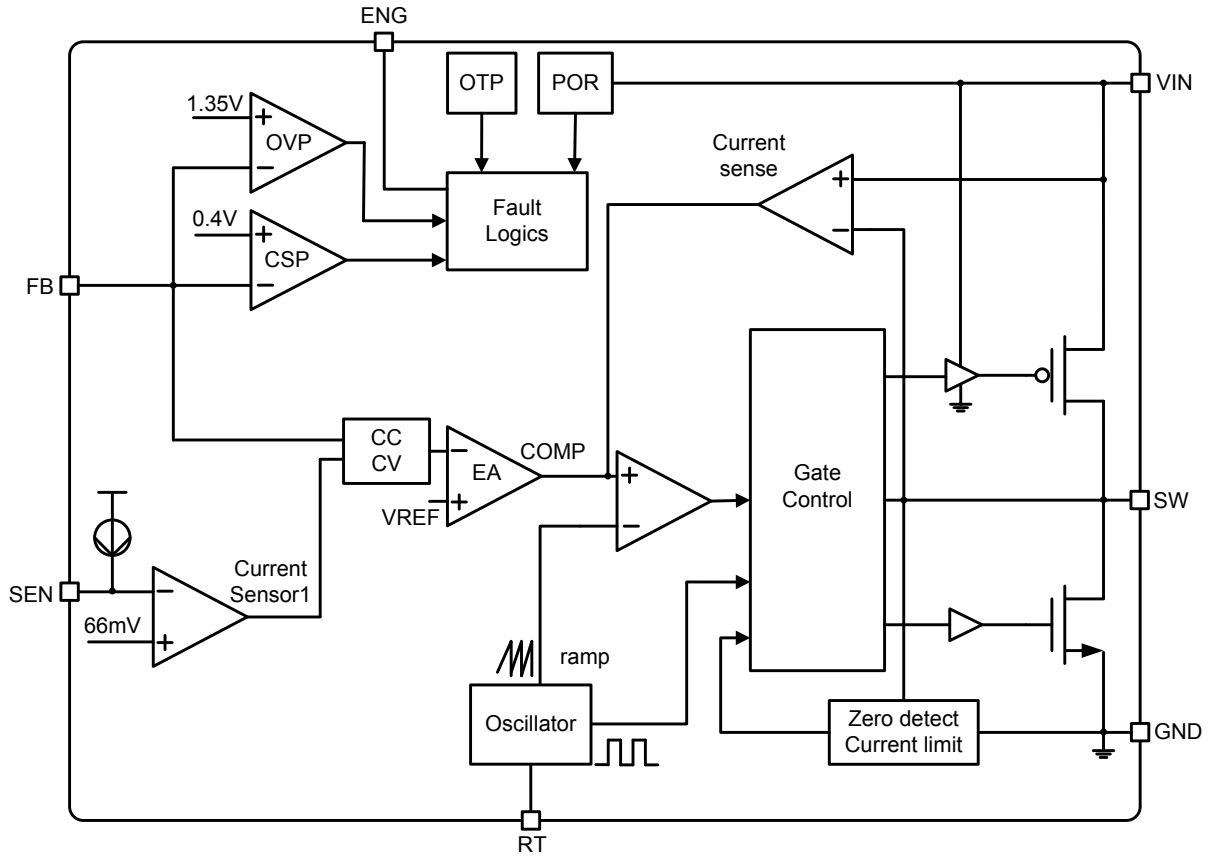 ENG
OTP
POR
VIN
1.35V
+
OVP
−
Current
sense
+
−
Fault
Logics
0.4V
+
CSP
−
FB
CC
CV
−
EA
+
COMP
VREF
+
−
Gate
Control
SW
SEN
−
66mV
+
Current
Sensor1
ramp
Oscillator
Zero detect
Current limit
GND
RT